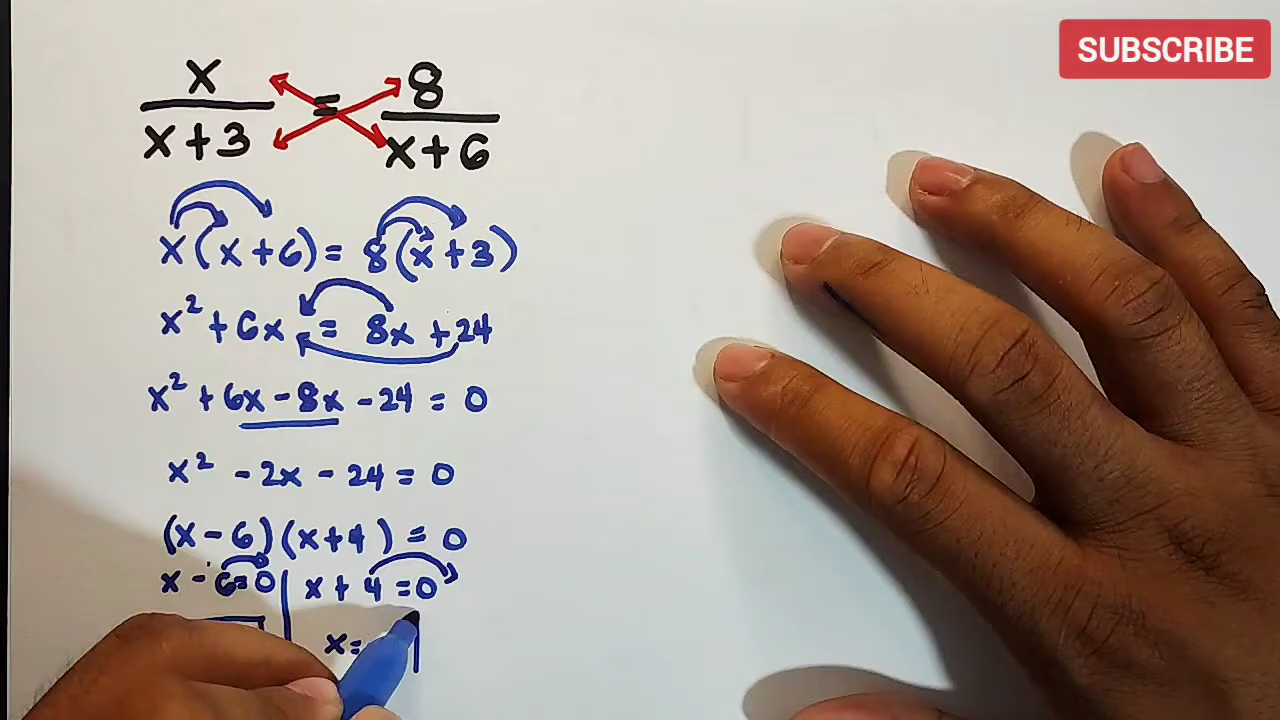 SUBSCRIBE
x/(x+3) = 8/(x+6)
x(x+6) = 8(x+3)
x² + 6x = 8x + 24
x² + 6x - 8x - 24 = 0
x² - 2x - 24 = 0
(x - 6)(x+4) = 0
x - 6 = 0 | x + 4 = 0
x =